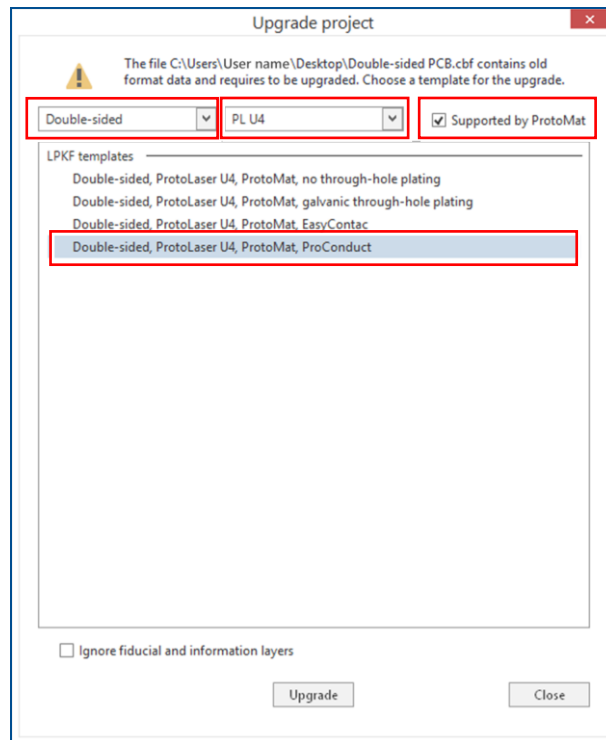 Upgrade project
The file C:\Users\User name\Desktop\Double-sided PCB.cbf contains old
format data and requires to be upgraded. Choose a template for the upgrade.
Double-sided
PL U4
Supported by ProtoMat
LPKF templates
Double-sided, ProtoLaser U4, ProtoMat, no through-hole plating
Double-sided, ProtoLaser U4, ProtoMat, galvanic through-hole plating
Double-sided, ProtoLaser U4, ProtoMat, EasyContac
Double-sided, ProtoLaser U4, ProtoMat, ProConduct
Ignore fiducial and information layers
Upgrade
Close